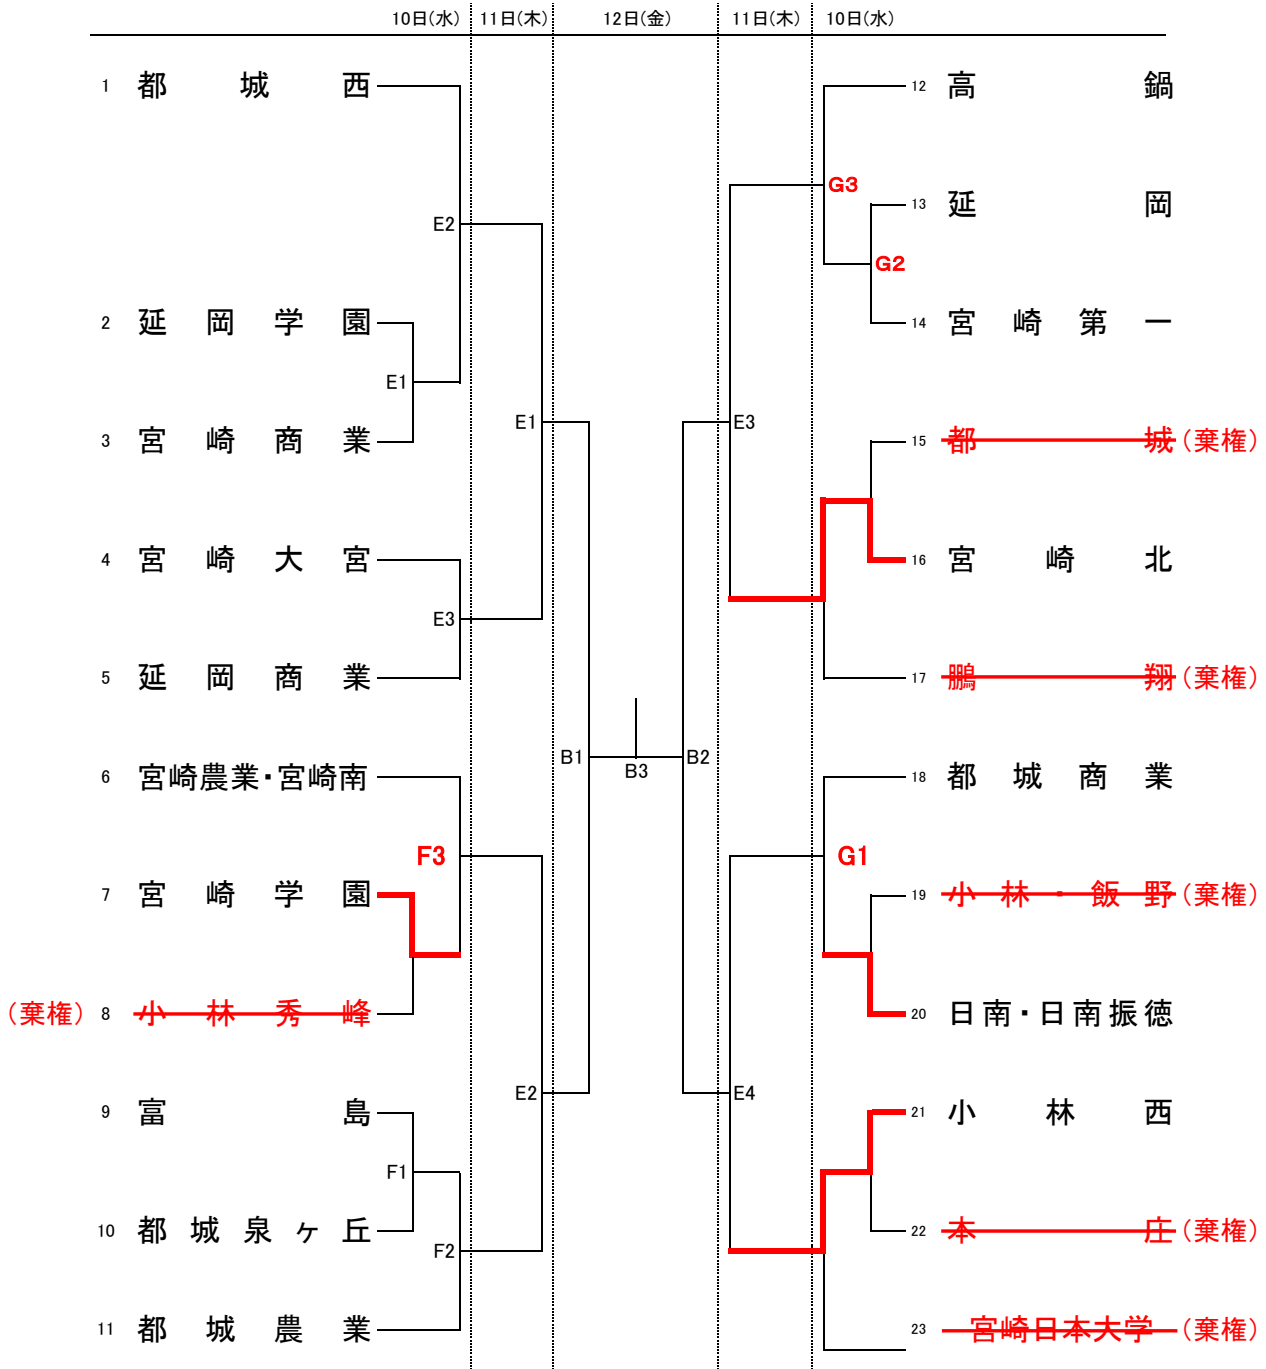 10日(水) 11日(木) 12日(金) 11日(木) 10日(水)
1 都城西
E2
2 延岡学園
E1
3 宮崎商業
E1
4 宮崎大宮
E3
5 延岡商業
6 宮崎農業・宮崎南
F3
7 宮崎学園
(棄権) 8 小林秀峰
E2
9 富島
F1
10 都城泉ヶ丘
F2
11 都城農業
B1
B3
B2
12 高鍋
G3
13 延岡
G2
14 宮崎第一
E3
15 都城 (棄権)
16 宮崎北
17 鵬翔 (棄権)
18 都城商業
G1
19 小林・飯野 (棄権)
20 日南・日南振徳
E4
21 小林西
22 本庄 (棄権)
23 宮崎日本大学 (棄権)